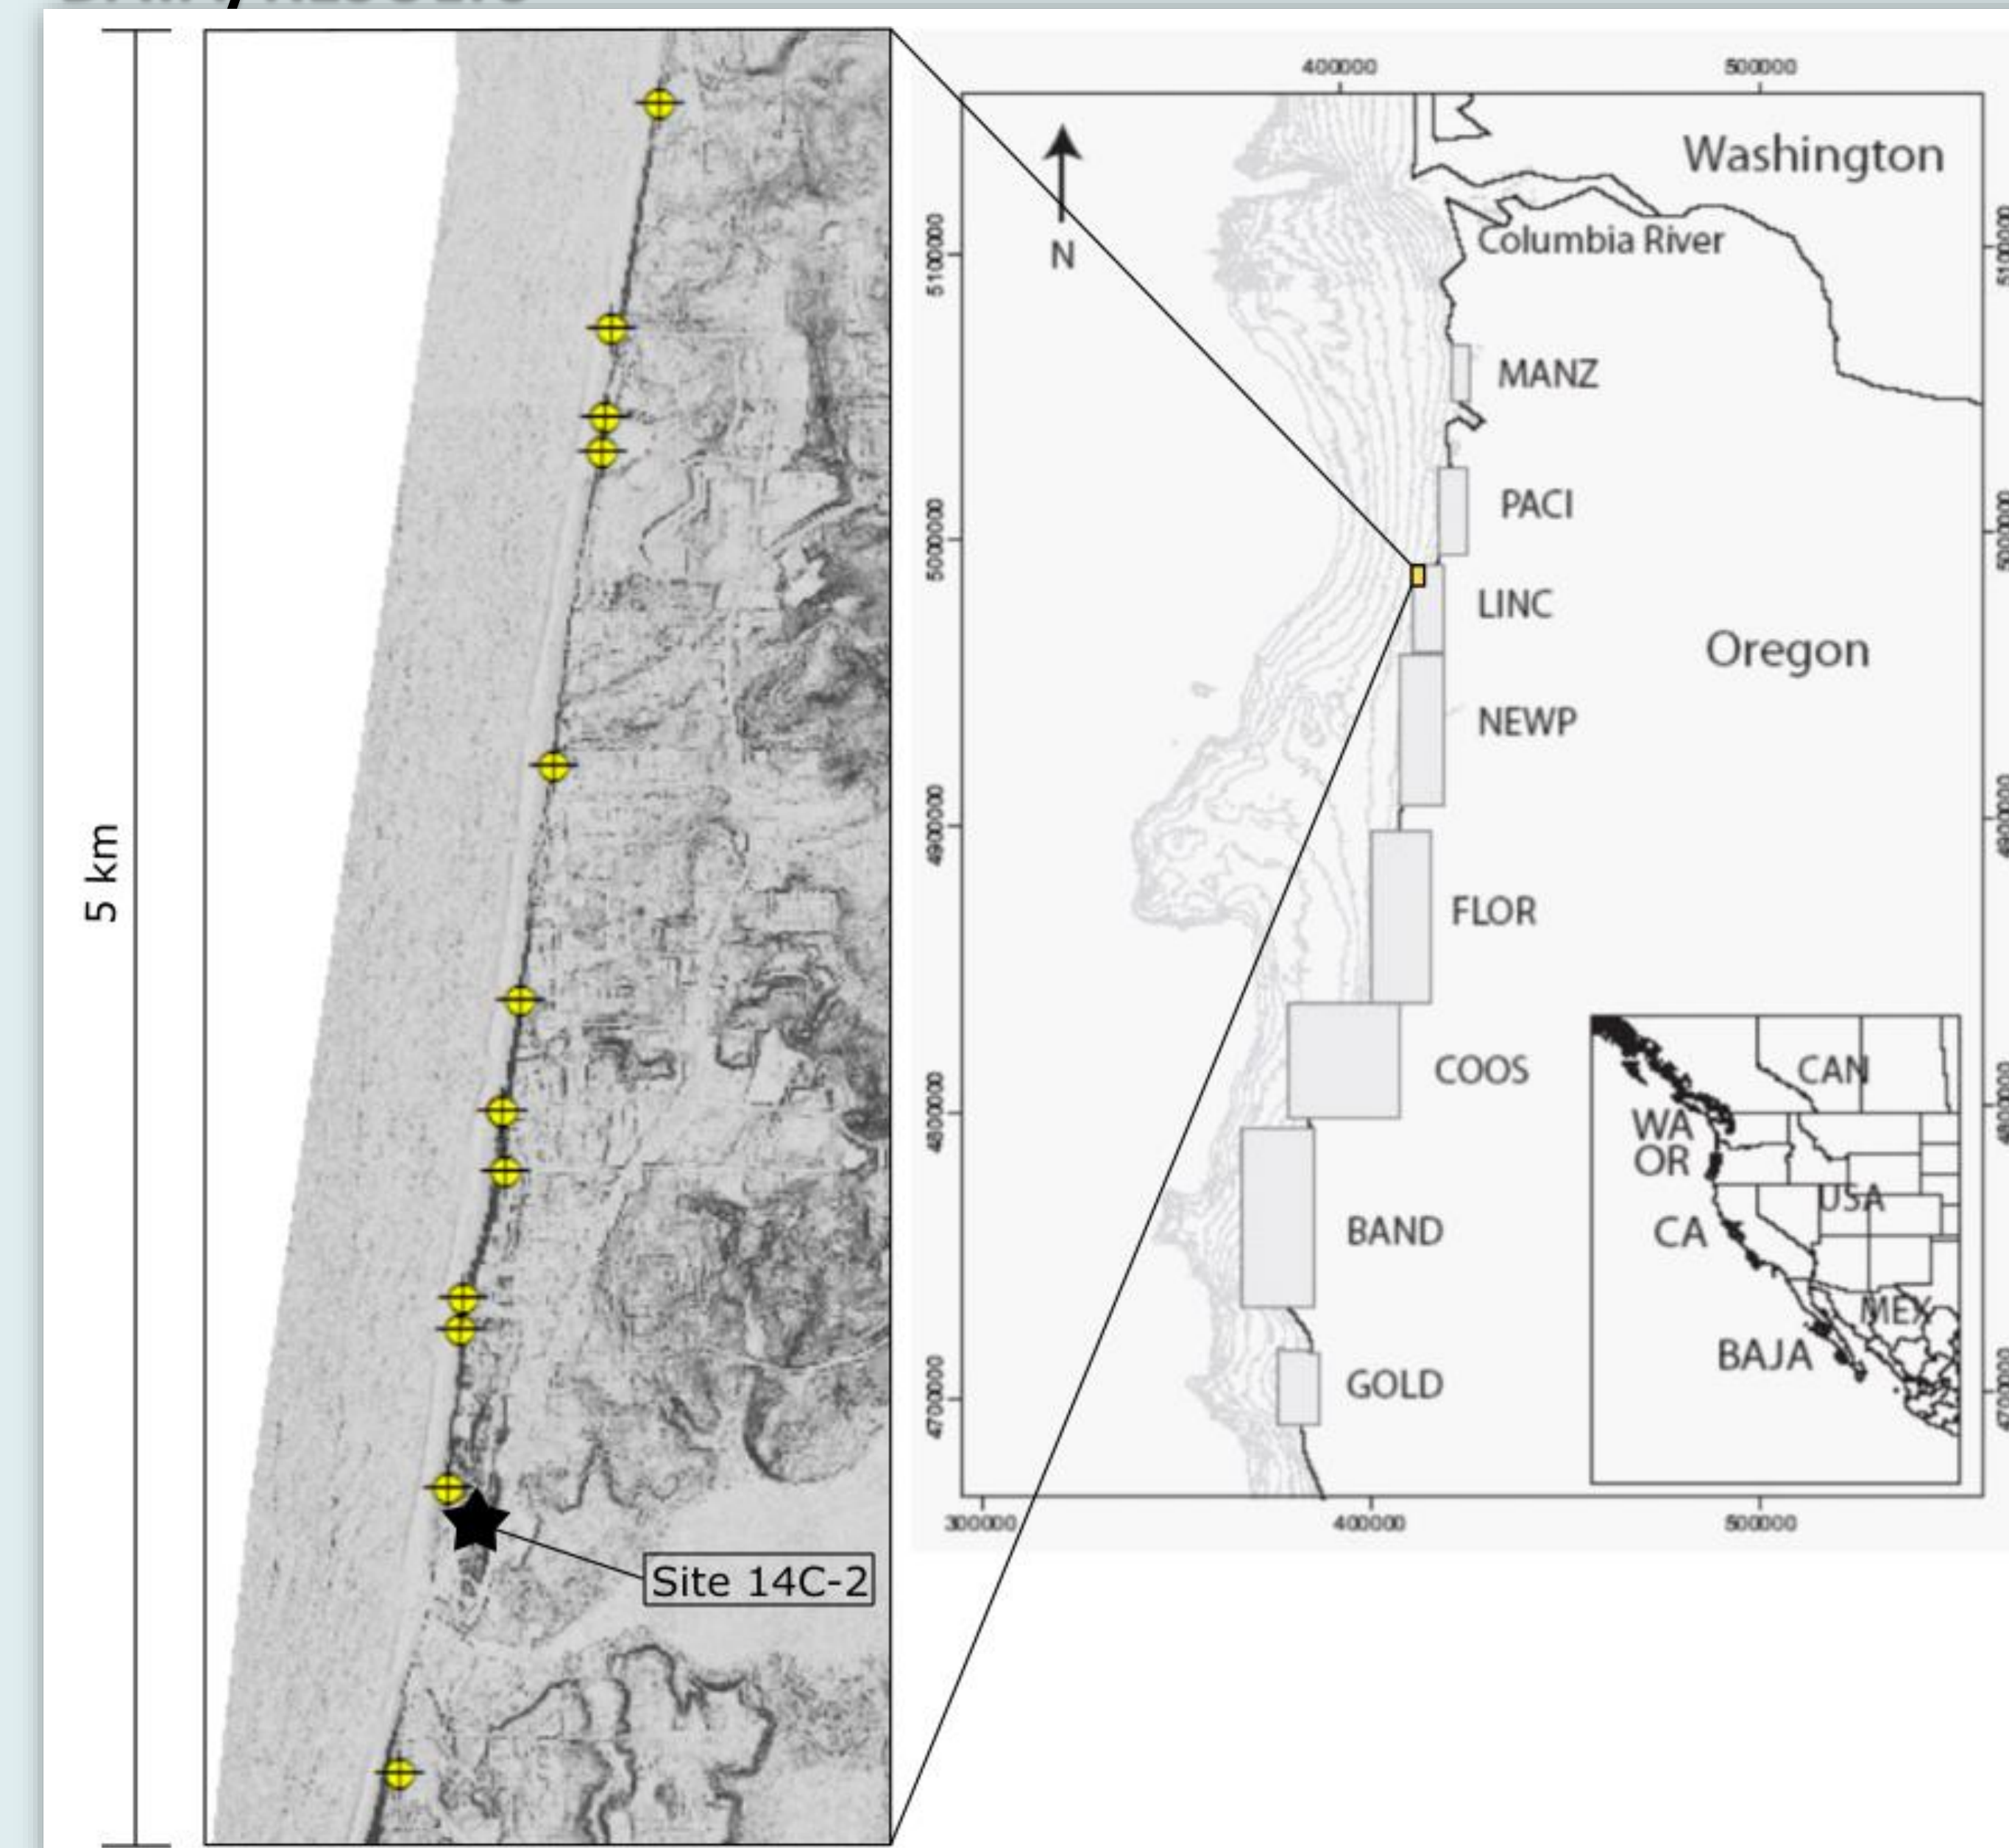 5 km
Site 14C-2
400000
500000
Washington
Columbia River
N
5100000
MANZ
PACI
5000000
LINC
Oregon
NEWP
4900000
FLOR
COOS
4800000
BAND
GOLD
4700000
CAN
WA
OR
USA
CA
MEX
BAJA
300000
400000
500000